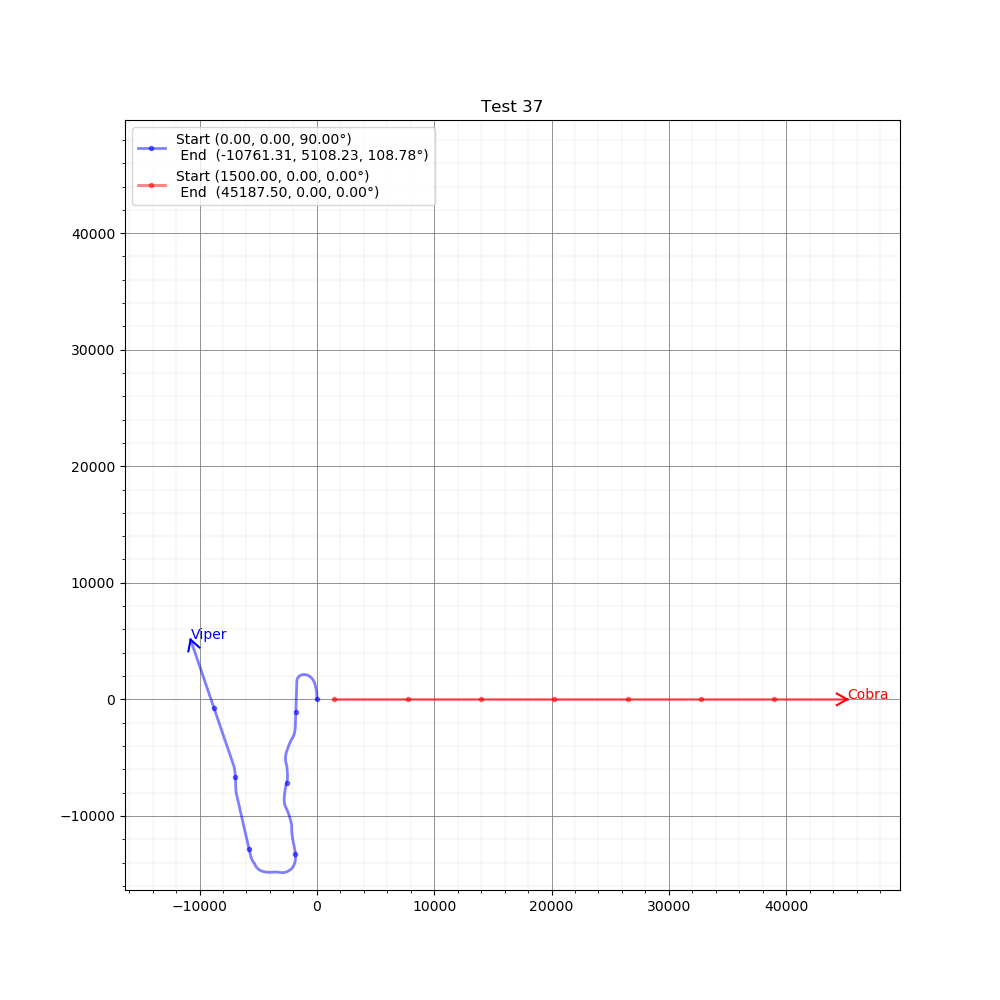 Test 37
Start (0.00, 0.00, 90.00°)
End  (-10761.31, 5108.23, 108.78°)
Start (1500.00, 0.00, 0.00°)
End  (45187.50, 0.00, 0.00°)
40000
30000
20000
10000
0
−10000
Viper
Cobra
−10000 0 10000 20000 30000 40000